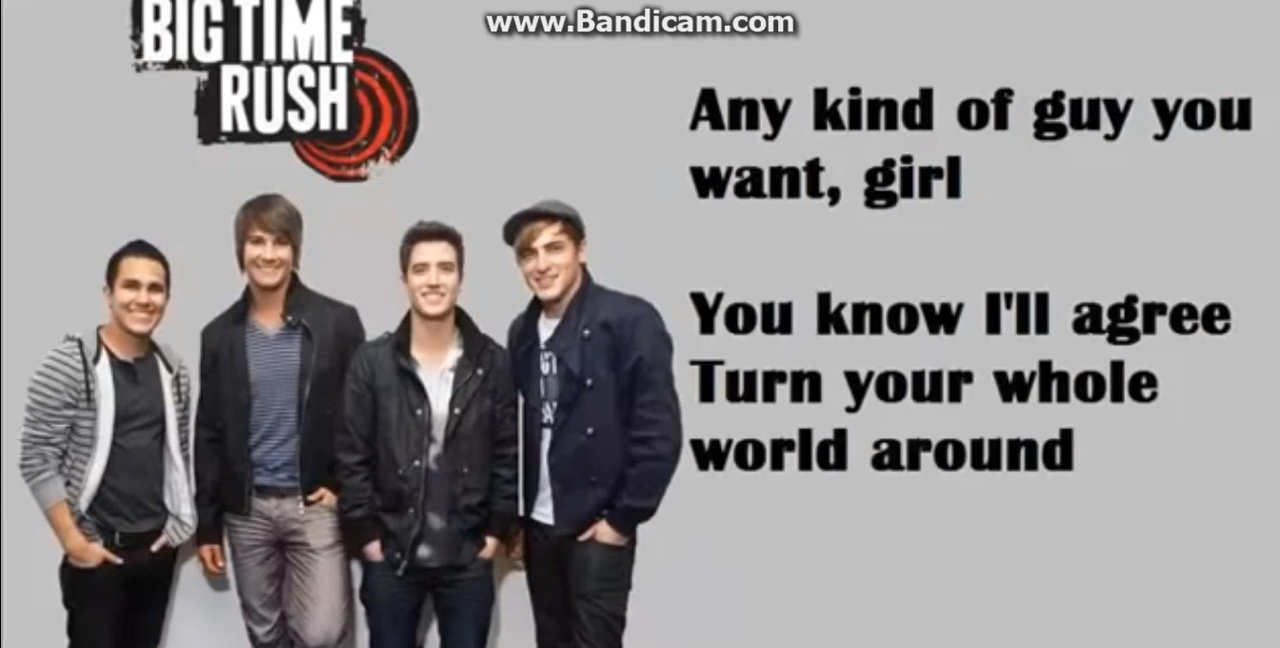 www.Bandicam.com
BIG TIME
RUSH
Any kind of guy you
want, girl
You know I'll agree
Turn your whole
world around